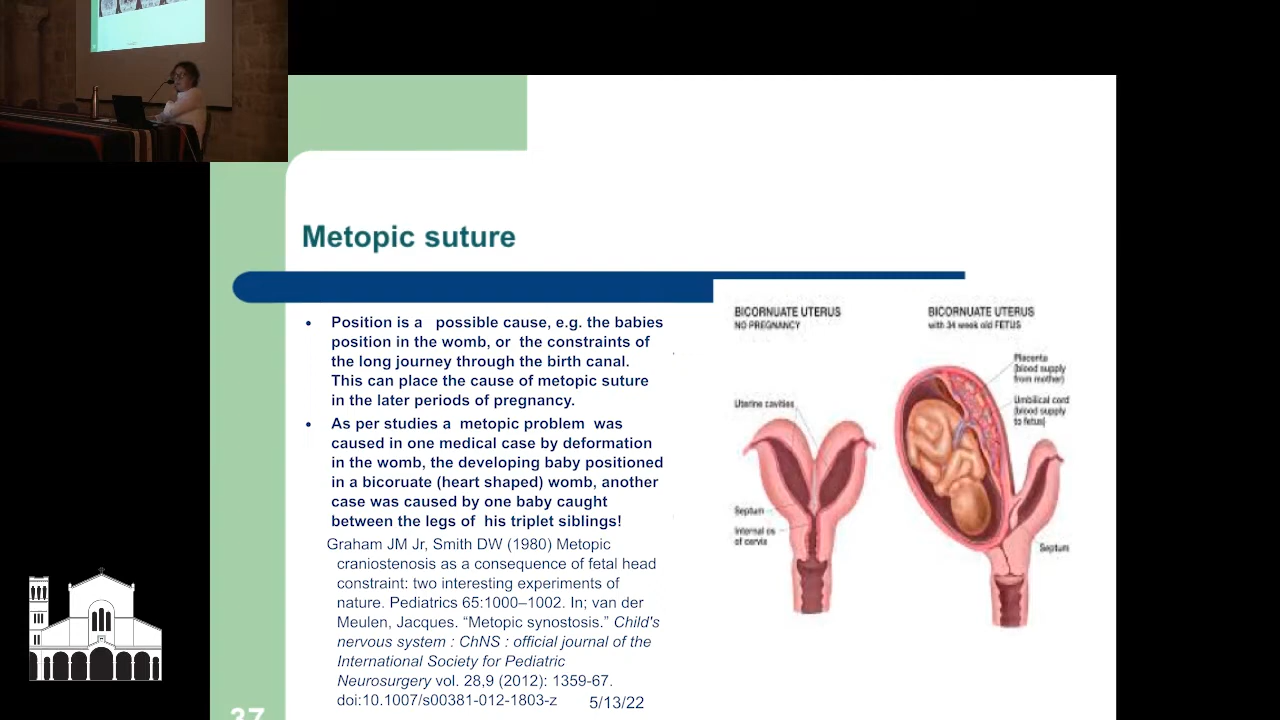 Metopic suture
• Position is a possible cause, e.g. the babies
position in the womb, or the constraints of
the long journey through the birth canal.
This can place the cause of metopic suture
in the later periods of pregnancy.
• As per studies a metopic problem was
caused in one medical case by deformation
in the womb, the developing baby positioned
in a bicoruate (heart shaped) womb, another
case was caused by one baby caught
between the legs of his triplet siblings!
Graham JM Jr, Smith DW (1980) Metopic
craniostenosis as a consequence of fetal head
constraint: two interesting experiments of
nature. Pediatrics 65:1000–1002. In; van der
Meulen, Jacques. “Metopic synostosis.” Child's
nervous system : ChNS : official journal of the
International Society for Pediatric
Neurosurgery vol. 28,9 (2012): 1359-67.
doi:10.1007/s00381-012-1803-z
5/13/22
37
BICORNUATE UTERUS
NO PREGNANCY
Uterine cavities
Septum
Internal os
of cervix
BICORNUATE UTERUS
with 34 week old FETUS
Placenta
(blood supply
from mother)
Umbilical cord
(blood supply
to fetus)
Septum